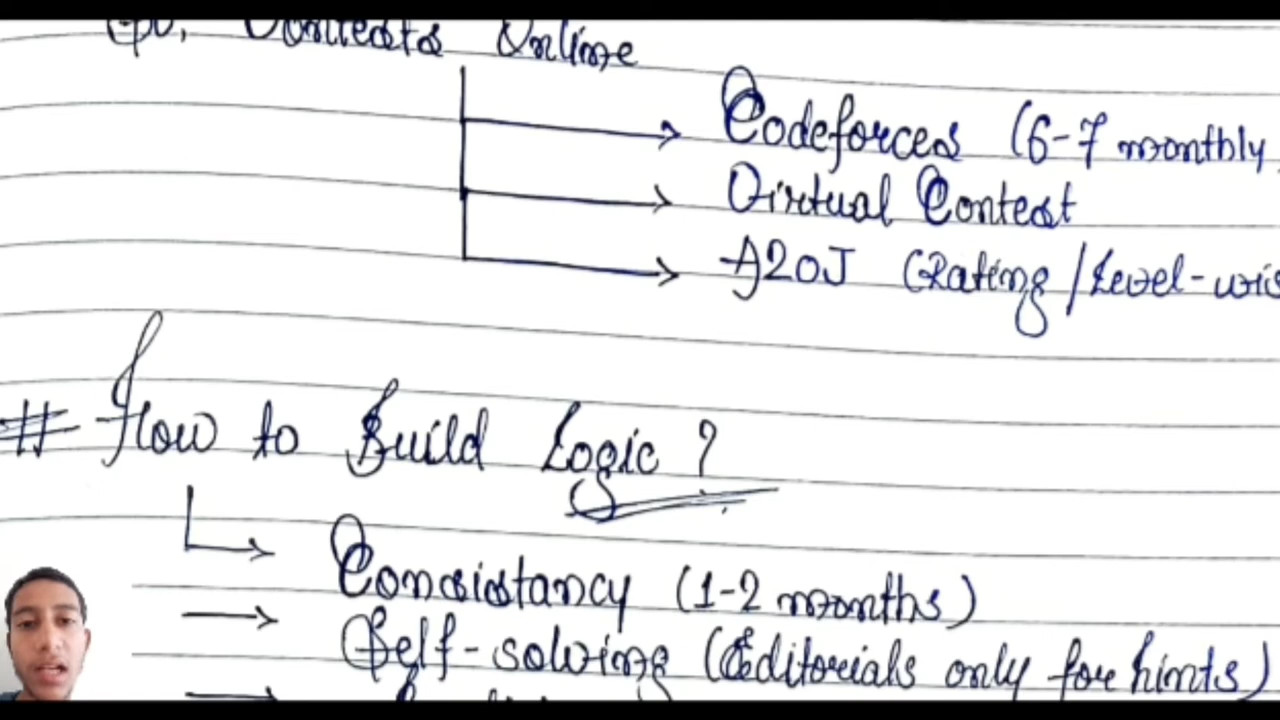 Contests Online
Codeforces (6-7 monthly)
Virtual Contest
A2OJ (Rating/Level-wis
# How to Build Logic ?
Consistancy (1-2 months)
Self-solving (Editorials only for hints)